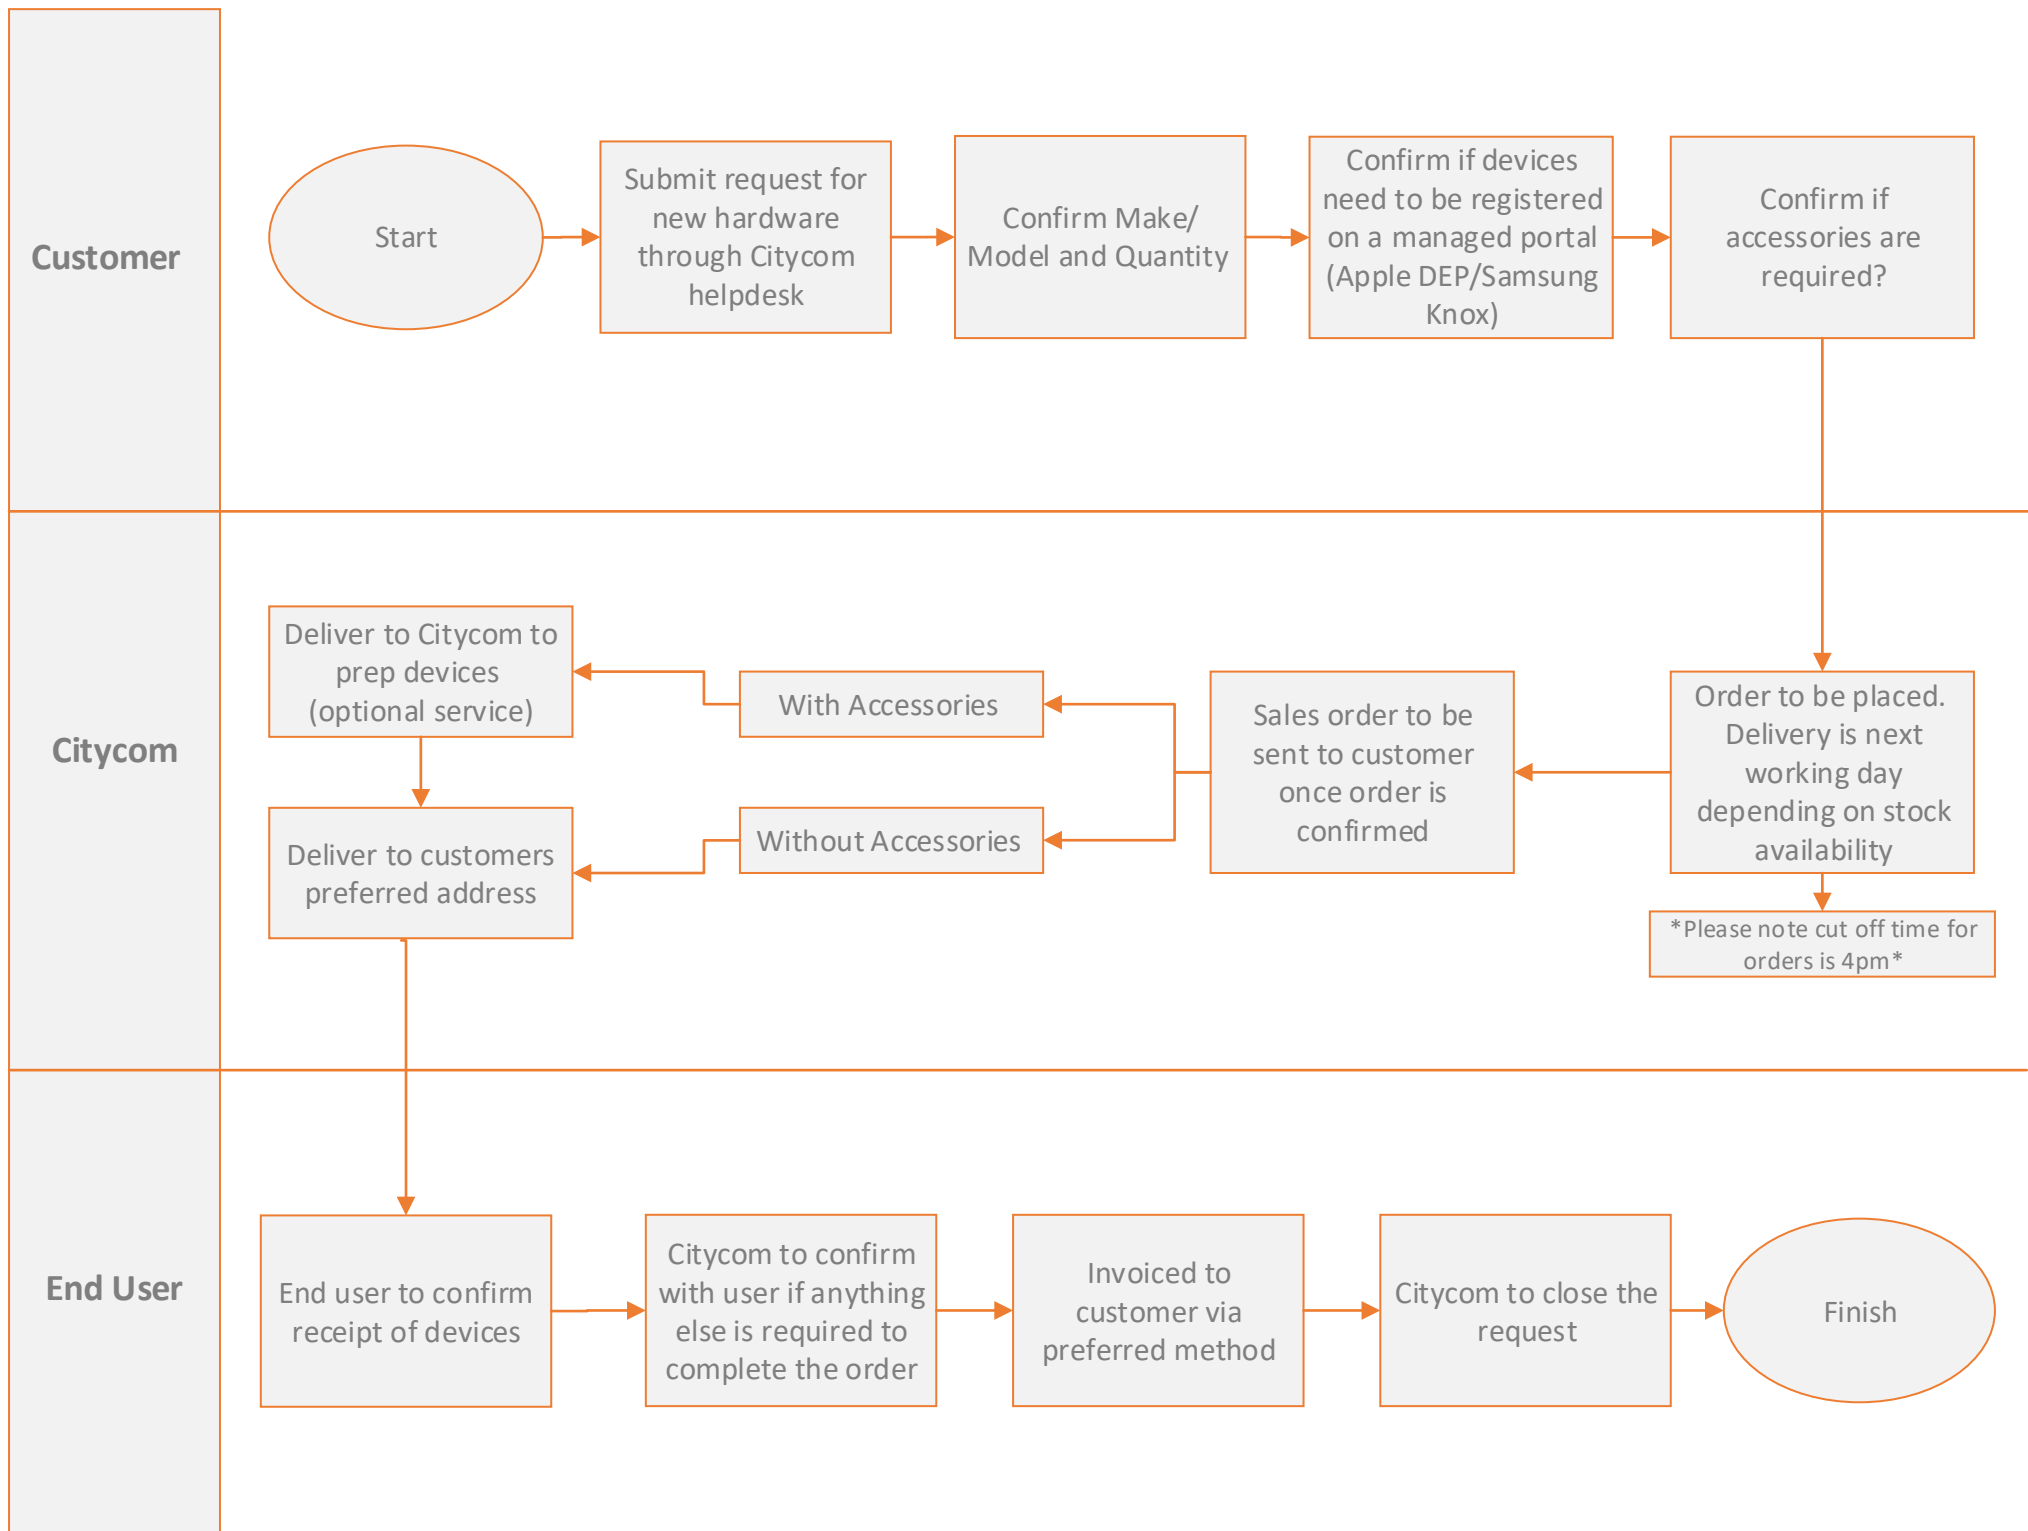 Customer
Start
Submit request for
new hardware
through Citycom
helpdesk
Confirm Make/
Model and Quantity
Confirm if devices
need to be registered
on a managed portal
(Apple DEP/Samsung
Knox)
Confirm if
accessories are
required?
Citycom
Deliver to Citycom to
prep devices
(optional service)
With Accessories
Sales order to be
sent to customer
once order is
confirmed
Order to be placed.
Delivery is next
working day
depending on stock
availability
Deliver to customers
preferred address
Without Accessories
*Please note cut off time for
orders is 4pm*
End User
End user to confirm
receipt of devices
Citycom to confirm
with user if anything
else is required to
complete the order
Invoiced to
customer via
preferred method
Citycom to close the
request
Finish